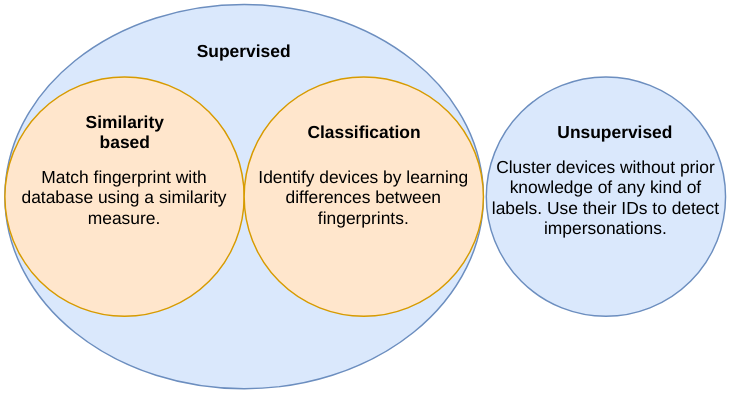 Supervised
Similarity
based
Match fingerprint with
database using a similarity
measure.
Classification
Identify devices by learning
differences between
fingerprints.
Unsupervised
Cluster devices without prior
knowledge of any kind of
labels. Use their IDs to detect
impersonations.